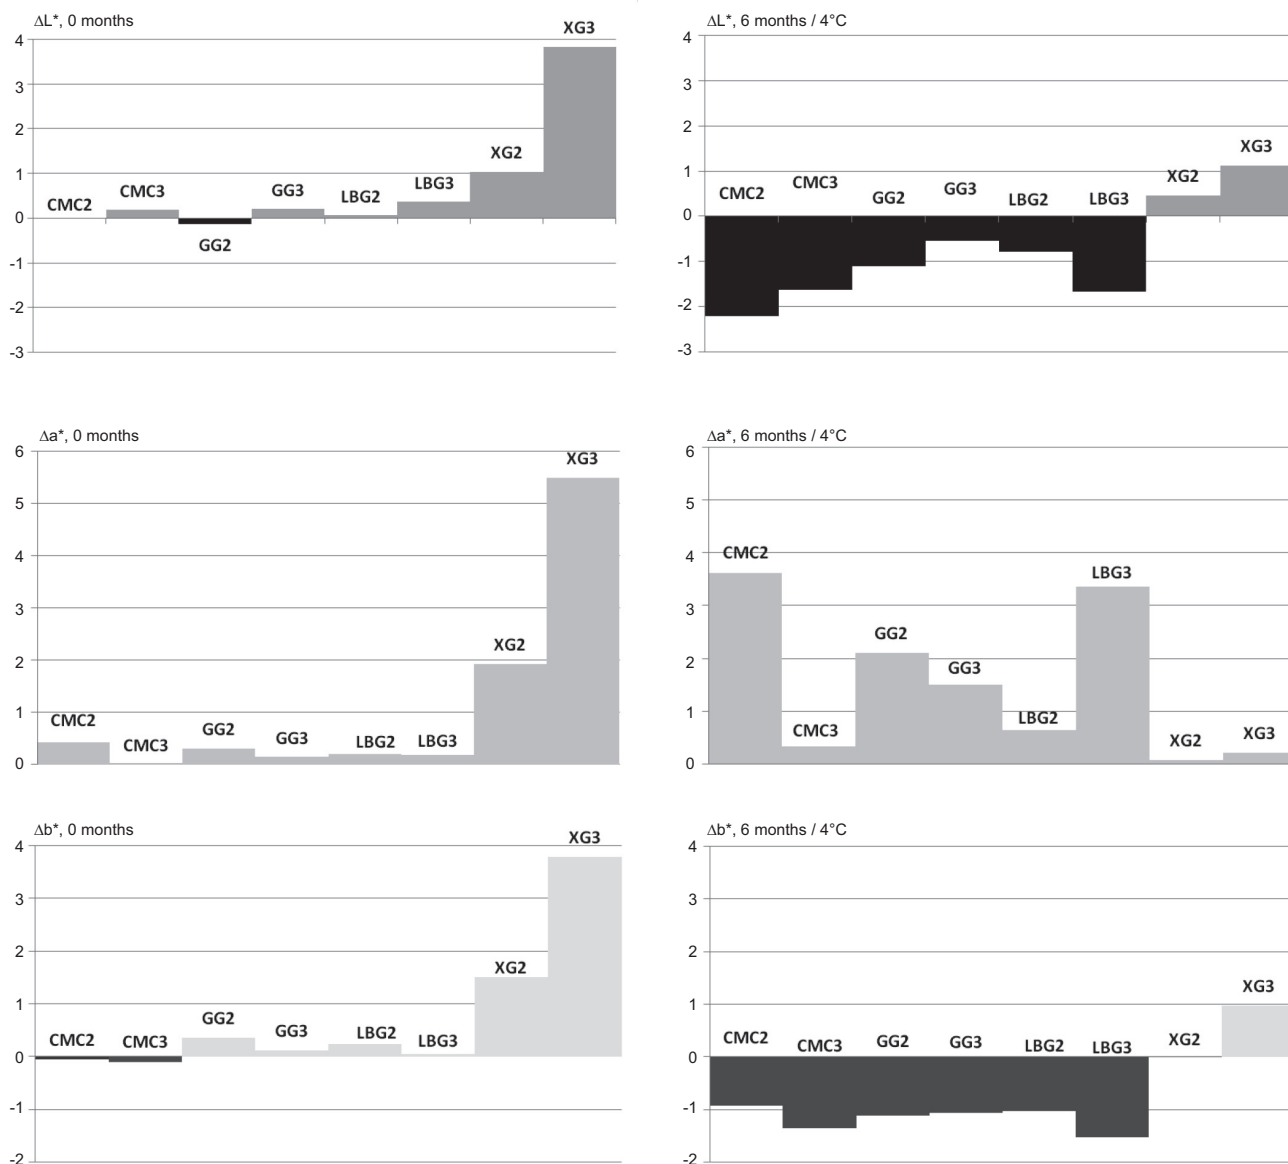 ΔL*, 0 months
4
3
2
1
0
-1
-2
-3
CMC2
CMC3
GG2
GG3
LBG2
LBG3
XG2
XG3
ΔL*, 6 months / 4°C
4
3
2
1
0
-1
-2
-3
CMC2
CMC3
GG2
GG3
LBG2
LBG3
XG2
XG3
Δa*, 0 months
6
5
4
3
2
1
0
CMC2
CMC3
GG2
GG3
LBG2
LBG3
XG2
XG3
Δa*, 6 months / 4°C
6
5
4
3
2
1
0
CMC2
CMC3
GG2
GG3
LBG2
LBG3
XG2
XG3
Δb*, 0 months
4
3
2
1
0
-1
-2
CMC2
CMC3
GG2
GG3
LBG2
LBG3
XG2
XG3
Δb*, 6 months / 4°C
4
3
2
1
0
-1
-2
CMC2
CMC3
GG2
GG3
LBG2
LBG3
XG2
XG3